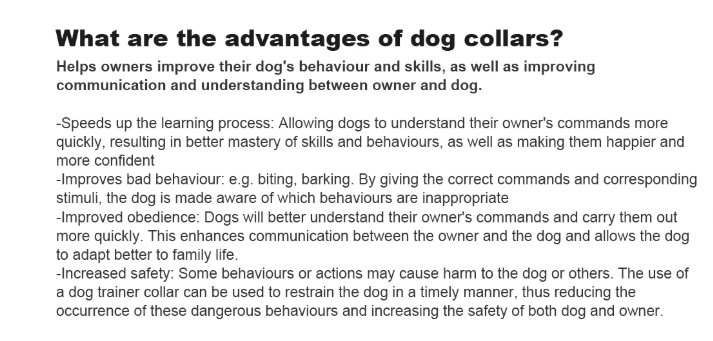 What are the advantages of dog collars?
Helps owners improve their dog's behaviour and skills, as well as improving
communication and understanding between owner and dog.
-Speeds up the learning process: Allowing dogs to understand their owner's commands more
quickly, resulting in better mastery of skills and behaviours, as well as making them happier and
more confident
-Improves bad behaviour: e.g. biting, barking. By giving the correct commands and corresponding
stimuli, the dog is made aware of which behaviours are inappropriate
-Improved obedience: Dogs will better understand their owner's commands and carry them out
more quickly. This enhances communication between the owner and the dog and allows the dog
to adapt better to family life.
-Increased safety: Some behaviours or actions may cause harm to the dog or others. The use of
a dog trainer collar can be used to restrain the dog in a timely manner, thus reducing the
occurrence of these dangerous behaviours and increasing the safety of both dog and owner.